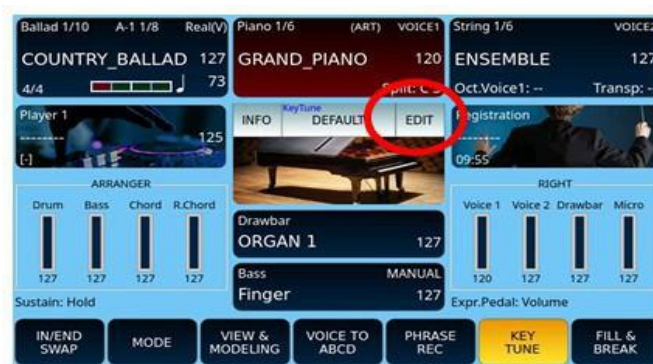 Ballad 1/10 A-1 1/8 Real(V)
COUNTRY_BALLAD 127
4/4 73
Piano 1/6 (ART) VOICE1
GRAND_PIANO 120
Split: C 3
String 1/6 VOICE2
ENSEMBLE 127
Oct.Voice1: -- Transp: --
Player 1
-------- 125
[-]
INFO KeyTune DEFAULT EDIT
Registration
--------
09:55
ARRANGER
Drum Bass Chord R.Chord
127 127 127 127
Sustain: Hold
Drawbar
ORGAN 1 127
Bass MANUAL
Finger 127
RIGHT
Voice 1 Voice 2 Drawbar Micro
120 127 127 127
Expr.Pedal: Volume
IN/END
SWAP
MODE
VIEW &
MODELING
VOICE TO
ABCD
PHRASE
REC
KEY
TUNE
FILL &
BREAK